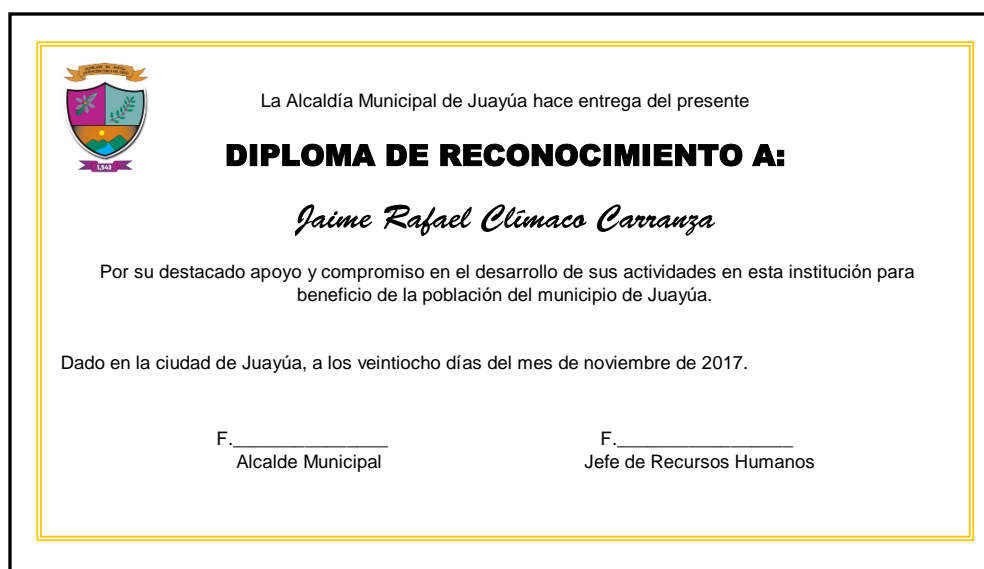 La Alcaldía Municipal de Juayúa hace entrega del presente
DIPLOMA DE RECONOCIMIENTO A:
Jaime Rafael Clímaco Carranza
Por su destacado apoyo y compromiso en el desarrollo de sus actividades en esta institución para
beneficio de la población del municipio de Juayúa.
Dado en la ciudad de Juayúa, a los veintiocho días del mes de noviembre de 2017.
F._______________ F._________________
Alcalde Municipal Jefe de Recursos Humanos
1,543